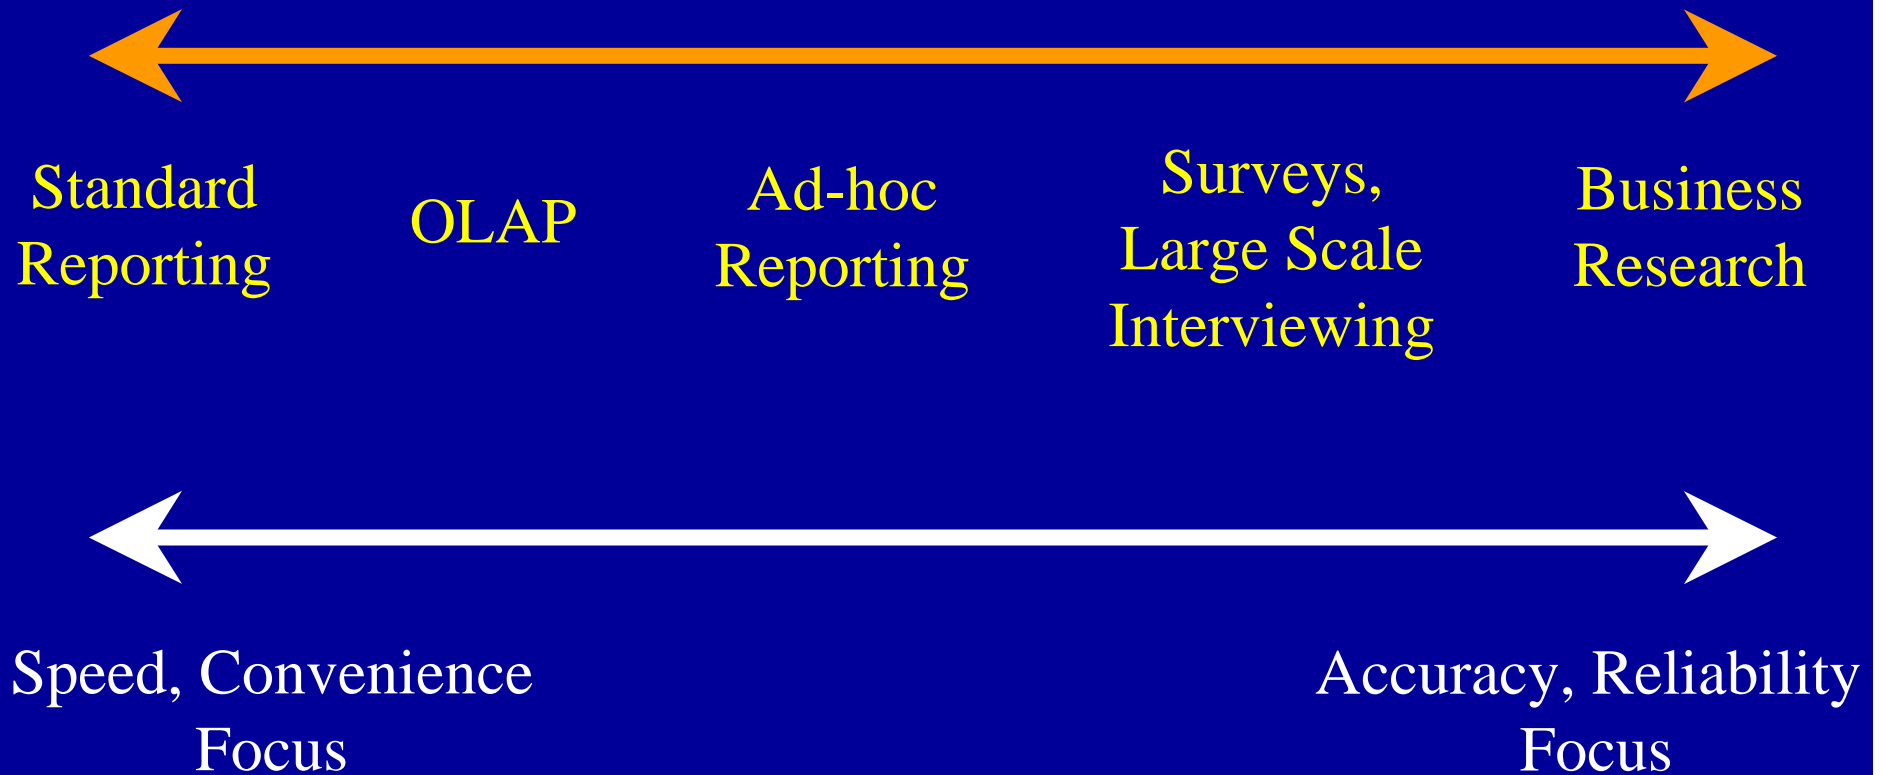 Standard
Reporting
OLAP
Ad-hoc
Reporting
Surveys,
Large Scale
Interviewing
Business
Research
Speed, Convenience
Focus
Accuracy, Reliability
Focus